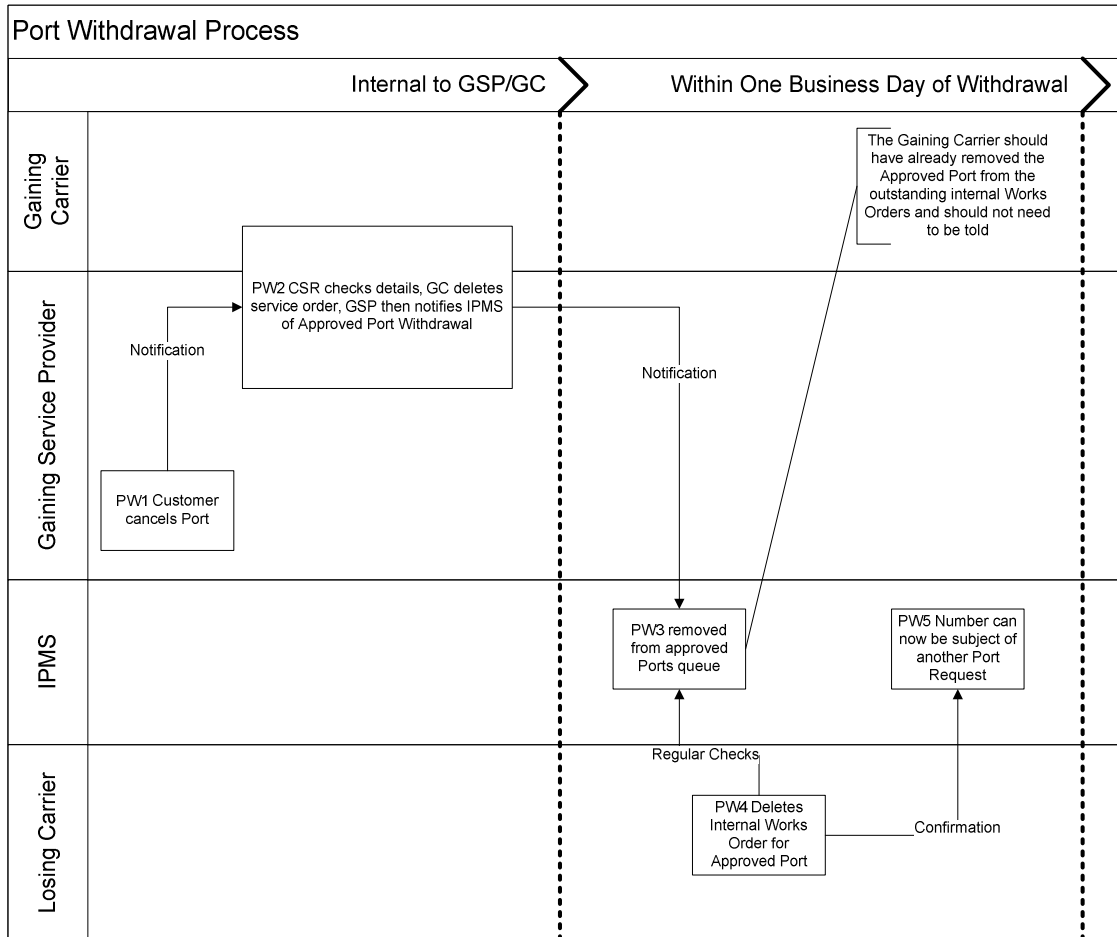 Port Withdrawal Process
Internal to GSP/GC
Within One Business Day of Withdrawal
Gaining
Carrier
The Gaining Carrier should
have already removed the
Approved Port from the
outstanding internal Works
Orders and should not need
to be told
Gaining Service Provider
PW2 CSR checks details, GC deletes
service order, GSP then notifies IPMS
of Approved Port Withdrawal
Notification
Notification
PW1 Customer
cancels Port
IPMS
PW3 removed
from approved
Ports queue
PW5 Number can
now be subject of
another Port
Request
Losing Carrier
Regular Checks
PW4 Deletes
Internal Works
Order for
Approved Port
Confirmation